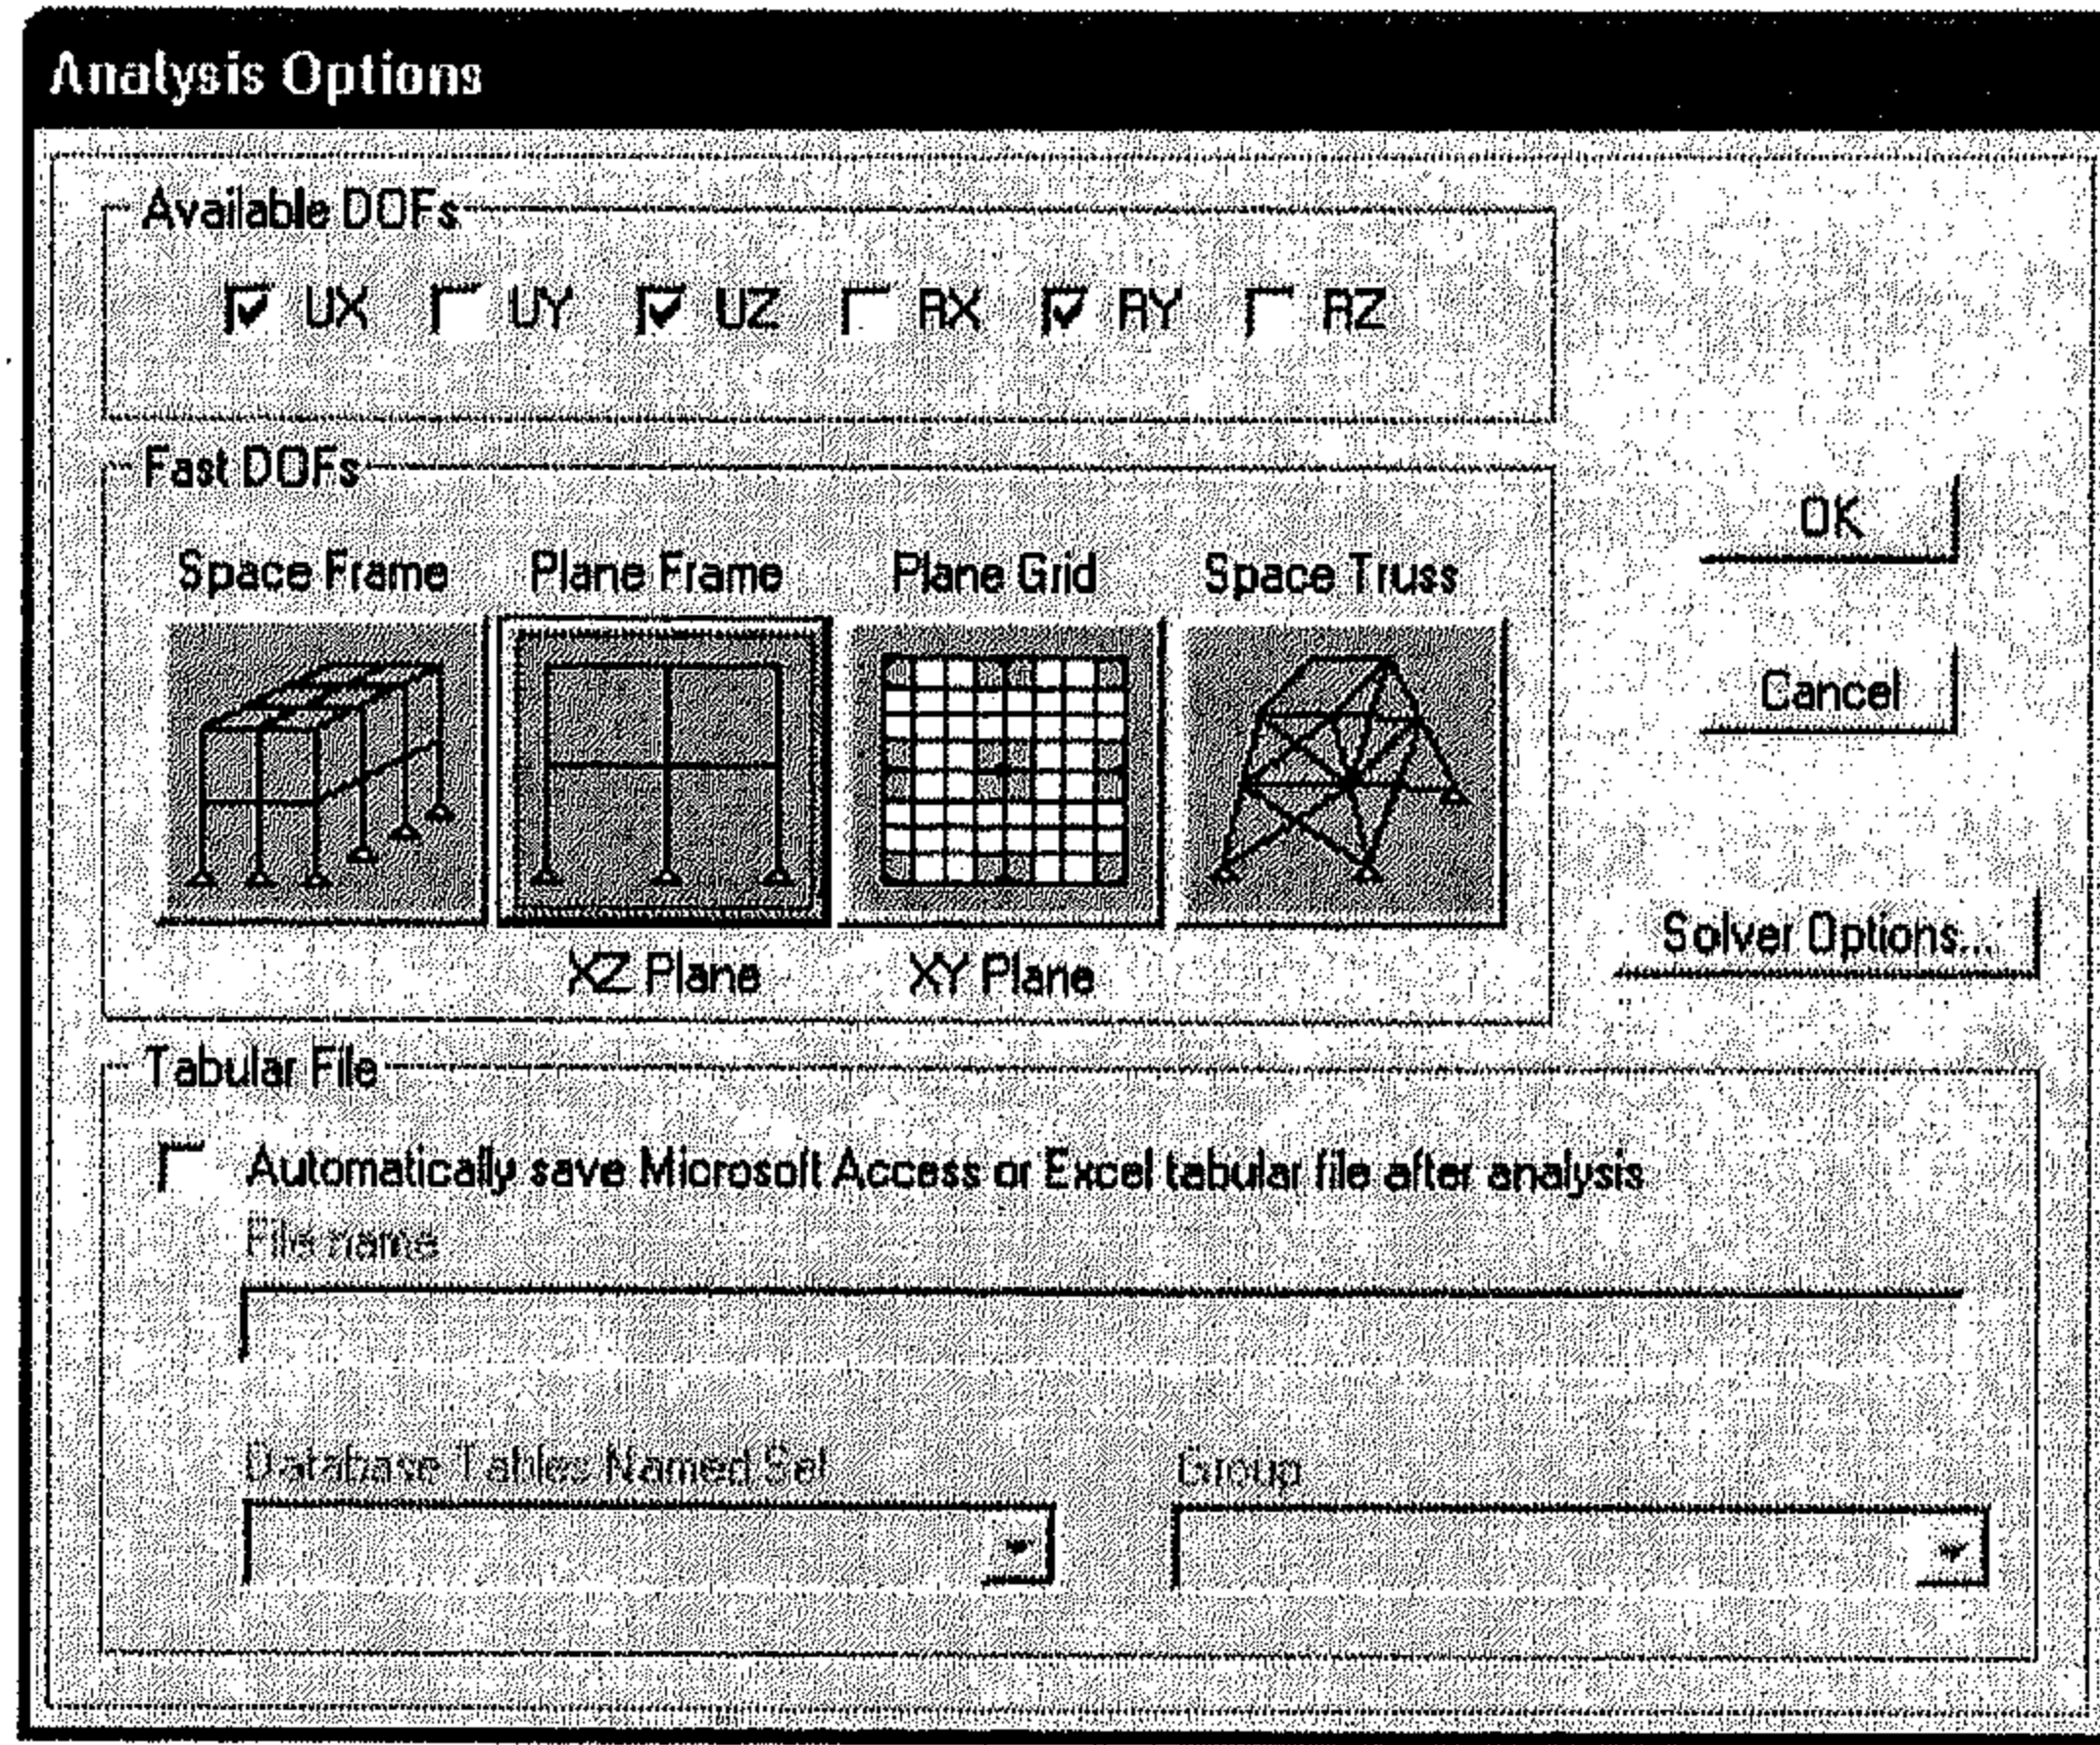 Analysis Options
Available DOFs
UX UY UZ RX RY RZ
Fast DOFs
Space Frame Plane Frame Plane Grid Space Truss
XZ Plane XY Plane
OK
Cancel
Solver Options...
Tabular File
Automatically save Microsoft Access or Excel tabular file after analysis
File name
Database Tables Named Set Group